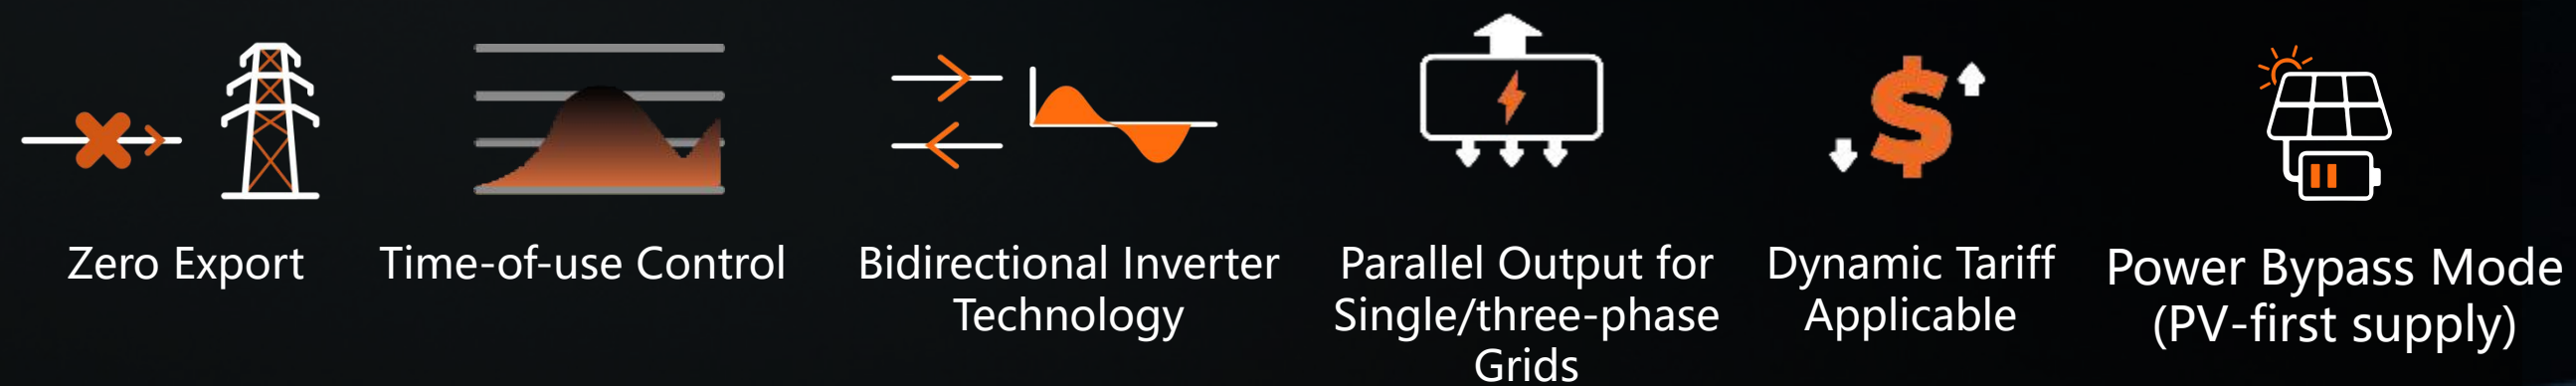 Zero Export
Time-of-use Control
Bidirectional Inverter
Technology
Parallel Output for
Single/three-phase
Grids
Dynamic Tariff
Applicable
Power Bypass Mode
(PV-first supply)